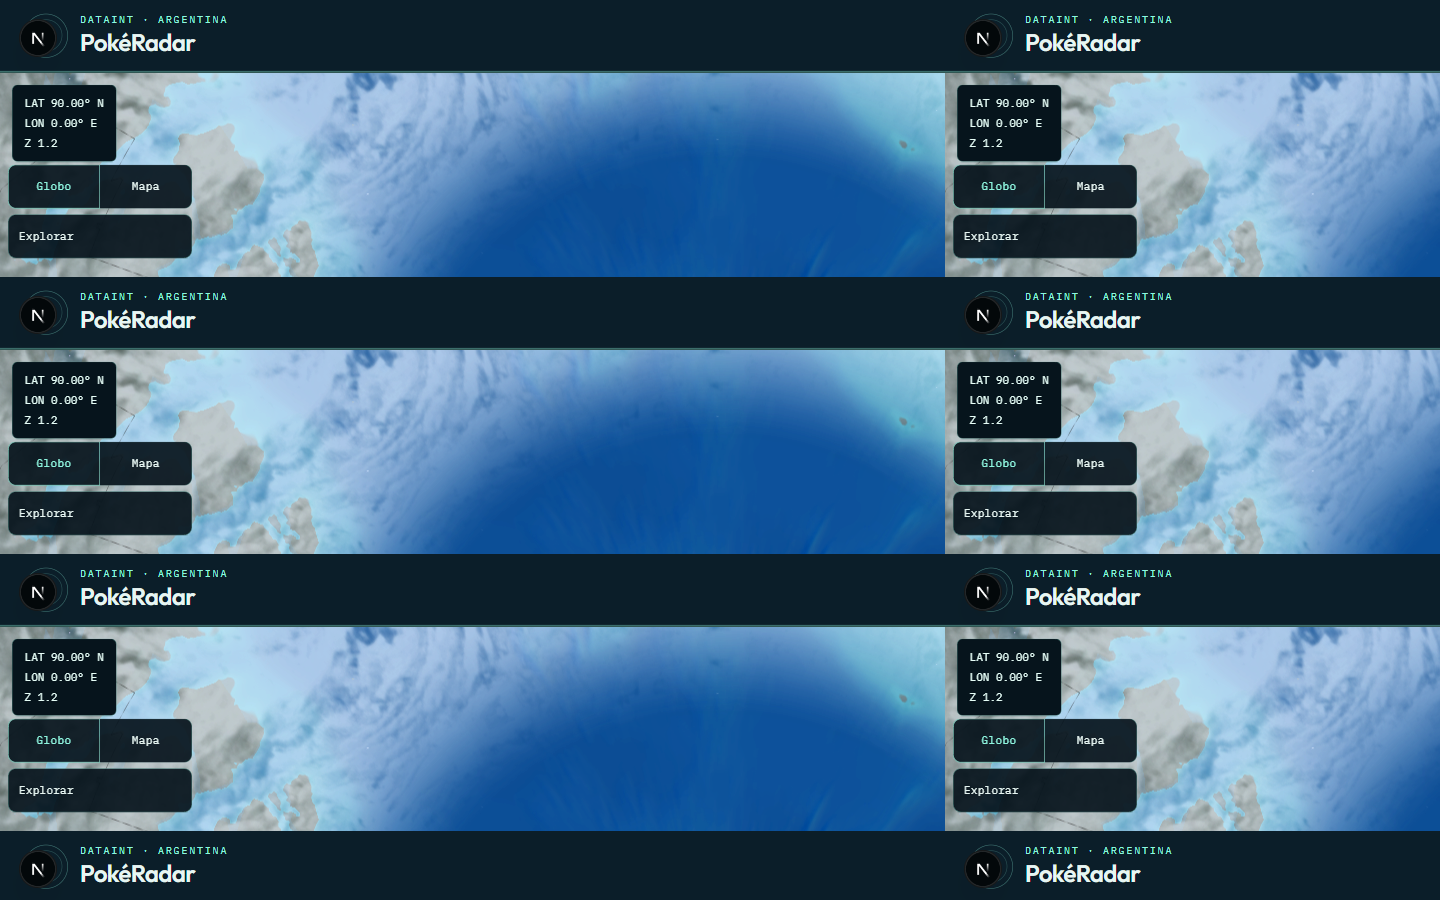 DATAINT · ARGENTINA
PokéRadar
LAT 90.00° N
LON 0.00° E
Z 1.2
Globo Mapa
Explorar
DATAINT · ARGENTINA
PokéRadar
LAT 90.00° N
LON 0.00° E
Z 1.2
Globo Mapa
Explorar
DATAINT · ARGENTINA
PokéRadar
LAT 90.00° N
LON 0.00° E
Z 1.2
Globo Mapa
Explorar
DATAINT · ARGENTINA
PokéRadar
LAT 90.00° N
LON 0.00° E
Z 1.2
Globo Mapa
Explorar
DATAINT · ARGENTINA
PokéRadar
LAT 90.00° N
LON 0.00° E
Z 1.2
Globo Mapa
Explorar
DATAINT · ARGENTINA
PokéRadar
LAT 90.00° N
LON 0.00° E
Z 1.2
Globo Mapa
Explorar
DATAINT · ARGENTINA
PokéRadar
DATAINT · ARGENTINA
PokéRadar